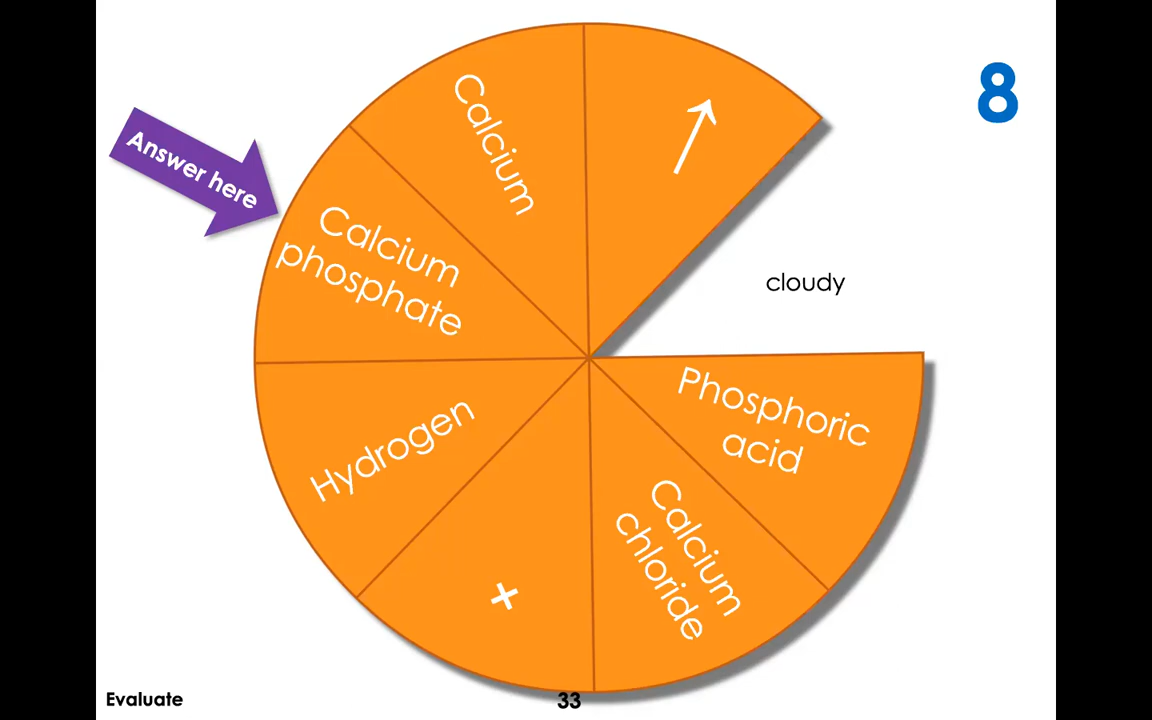 8
Answer here
Calcium
→
Calcium
phosphate
cloudy
Hydrogen
Phosphoric
acid
+
Calcium
chloride
Evaluate
33